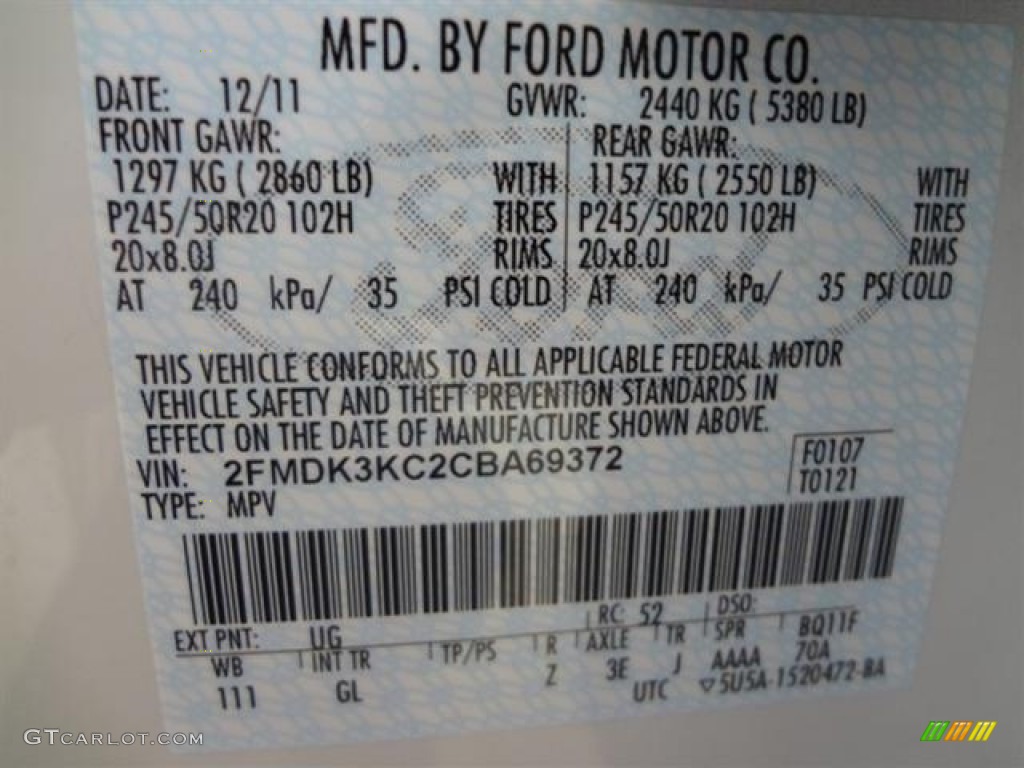 MFD. BY FORD MOTOR CO.
DATE: 12/11 GVWR: 2440 KG ( 5380 LB)
FRONT GAWR: REAR GAWR:
1297 KG ( 2860 LB) WITH 1157 KG ( 2550 LB) WITH
P245/50R20 102H TIRES P245/50R20 102H TIRES
20x8.0J RIMS 20x8.0J RIMS
AT 240 kPa/ 35 PSI COLD AT 240 kPa/ 35 PSI COLD
THIS VEHICLE CONFORMS TO ALL APPLICABLE FEDERAL MOTOR
VEHICLE SAFETY AND THEFT PREVENTION STANDARDS IN
EFFECT ON THE DATE OF MANUFACTURE SHOWN ABOVE.
VIN: 2FMDK3KC2CBA69372 F0107
TYPE: MPV T0121
EXT PNT: UG RC: 52 DSO:
WB INT TR TP/PS R AXLE TR SPR BQ11F
111 GL Z 3E J AAAA 70A
UTC ▽5U5A-1520472-BA
GTCARLOT.COM